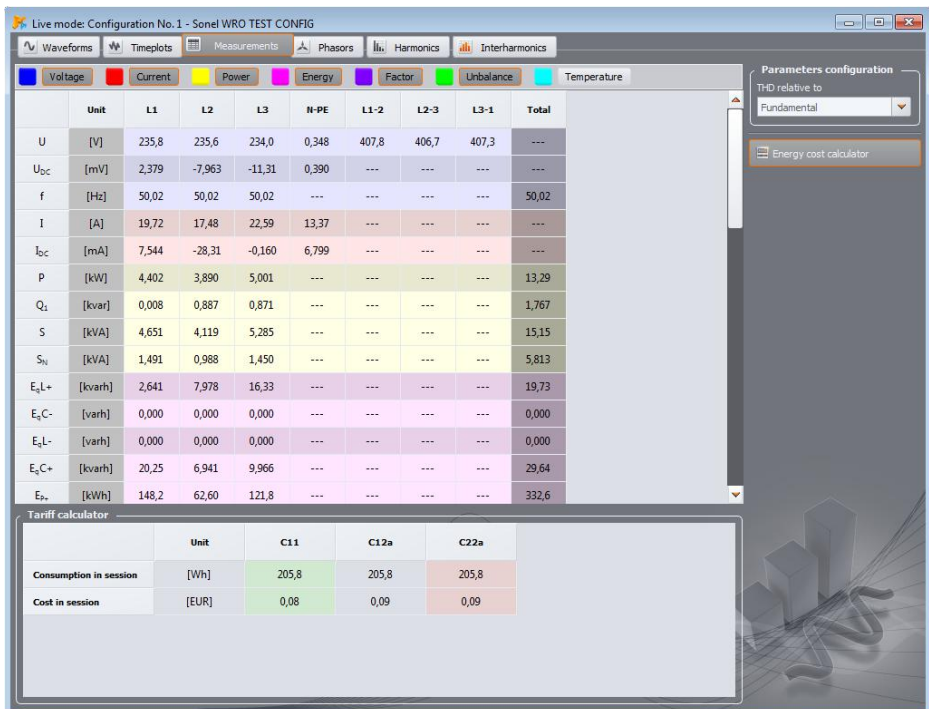 Live mode: Configuration No. 1 - Sonel WRO TEST CONFIG
Waveforms Timeplots Measurements Phasors Harmonics Interharmonics
Voltage Current Power Energy Factor Unbalance Temperature
Parameters configuration
THD relative to
Fundamental
Energy cost calculator
Unit L1 L2 L3 N-PE L1-2 L2-3 L3-1 Total
U [V] 235,8 235,6 234,0 0,348 407,8 406,7 407,3 ---
UDC [mV] 2,379 -7,963 -11,31 0,390 --- --- --- ---
f [Hz] 50,02 50,02 50,02 --- --- --- --- 50,02
I [A] 19,72 17,48 22,59 13,37 --- --- --- ---
IDC [mA] 7,544 -28,31 -0,160 6,799 --- --- --- ---
P [kW] 4,402 3,890 5,001 --- --- --- --- 13,29
Q1 [kvar] 0,008 0,887 0,871 --- --- --- --- 1,767
S [kVA] 4,651 4,119 5,285 --- --- --- --- 15,15
SN [kVA] 1,491 0,988 1,450 --- --- --- --- 5,813
EqL+ [kvarh] 2,641 7,978 16,33 --- --- --- --- 19,73
EqC- [varh] 0,000 0,000 0,000 --- --- --- --- 0,000
EqL- [varh] 0,000 0,000 0,000 --- --- --- --- 0,000
EqC+ [kvarh] 20,25 6,941 9,966 --- --- --- --- 29,64
EP+ [kWh] 148,2 62,60 121,8 --- --- --- --- 332,6
Tariff calculator
Unit C11 C12a C22a
Consumption in session [Wh] 205,8 205,8 205,8
Cost in session [EUR] 0,08 0,09 0,09